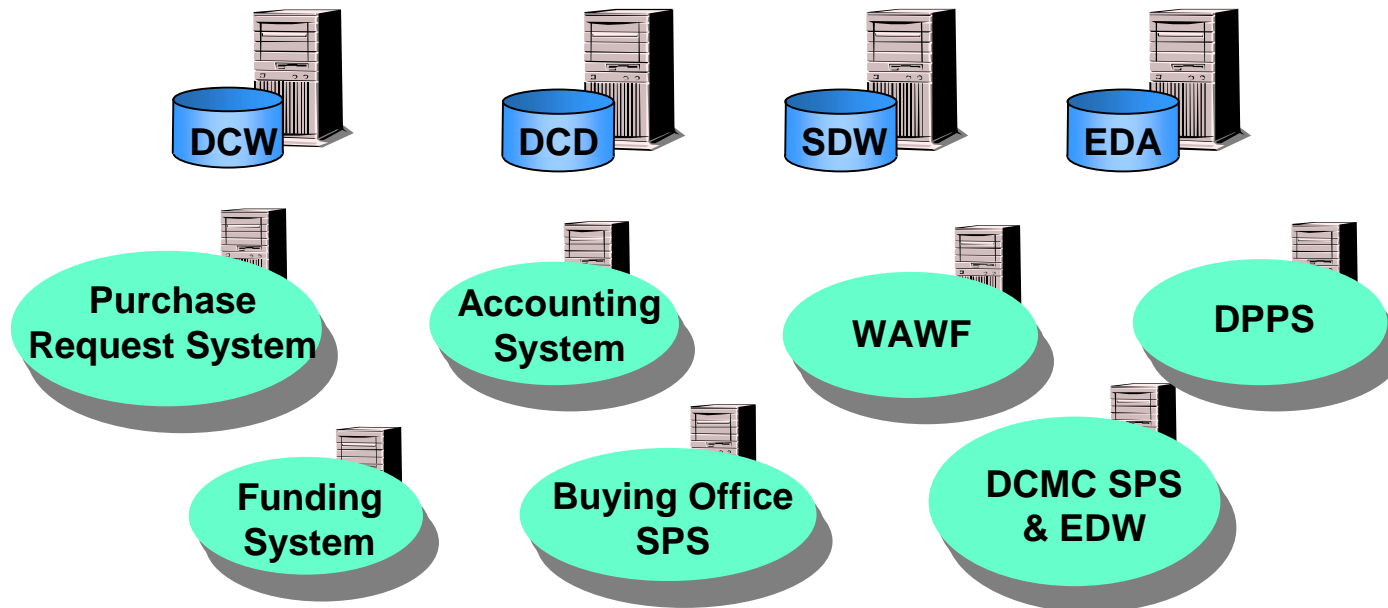 DCW
DCD
SDW
EDA
Purchase
Request System
Accounting
System
WAWF
DPPS
Funding
System
Buying Office
SPS
DCMC SPS
& EDW